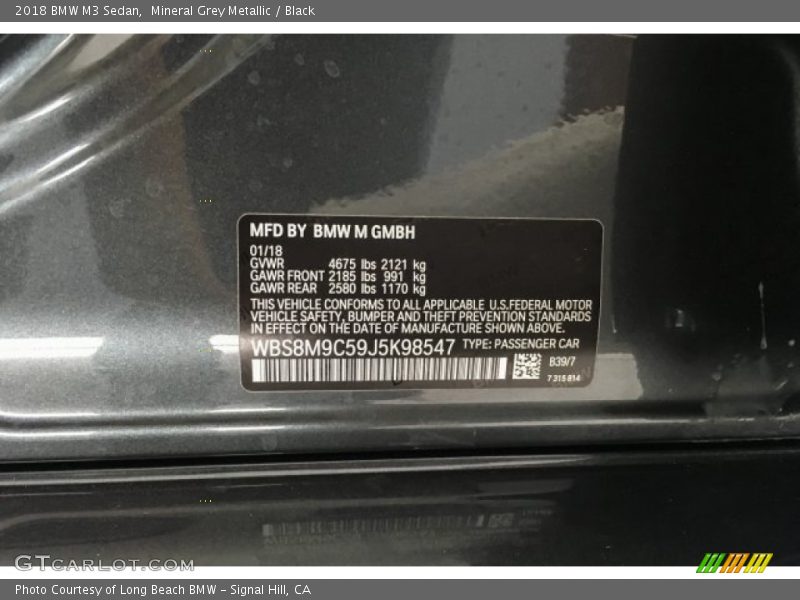 2018 BMW M3 Sedan,  Mineral Grey Metallic / Black
MFD BY BMW M GMBH
01/18
GVWR 4675 lbs 2121 kg
GAWR FRONT 2185 lbs 991 kg
GAWR REAR 2580 lbs 1170 kg
THIS VEHICLE CONFORMS TO ALL APPLICABLE U.S.FEDERAL MOTOR
VEHICLE SAFETY, BUMPER AND THEFT PREVENTION STANDARDS
IN EFFECT ON THE DATE OF MANUFACTURE SHOWN ABOVE.
WBS8M9C59J5K98547 TYPE: PASSENGER CAR
B39/7
7 315 814
GTCARLOT.COM
Photo Courtesy of Long Beach BMW - Signal Hill, CA